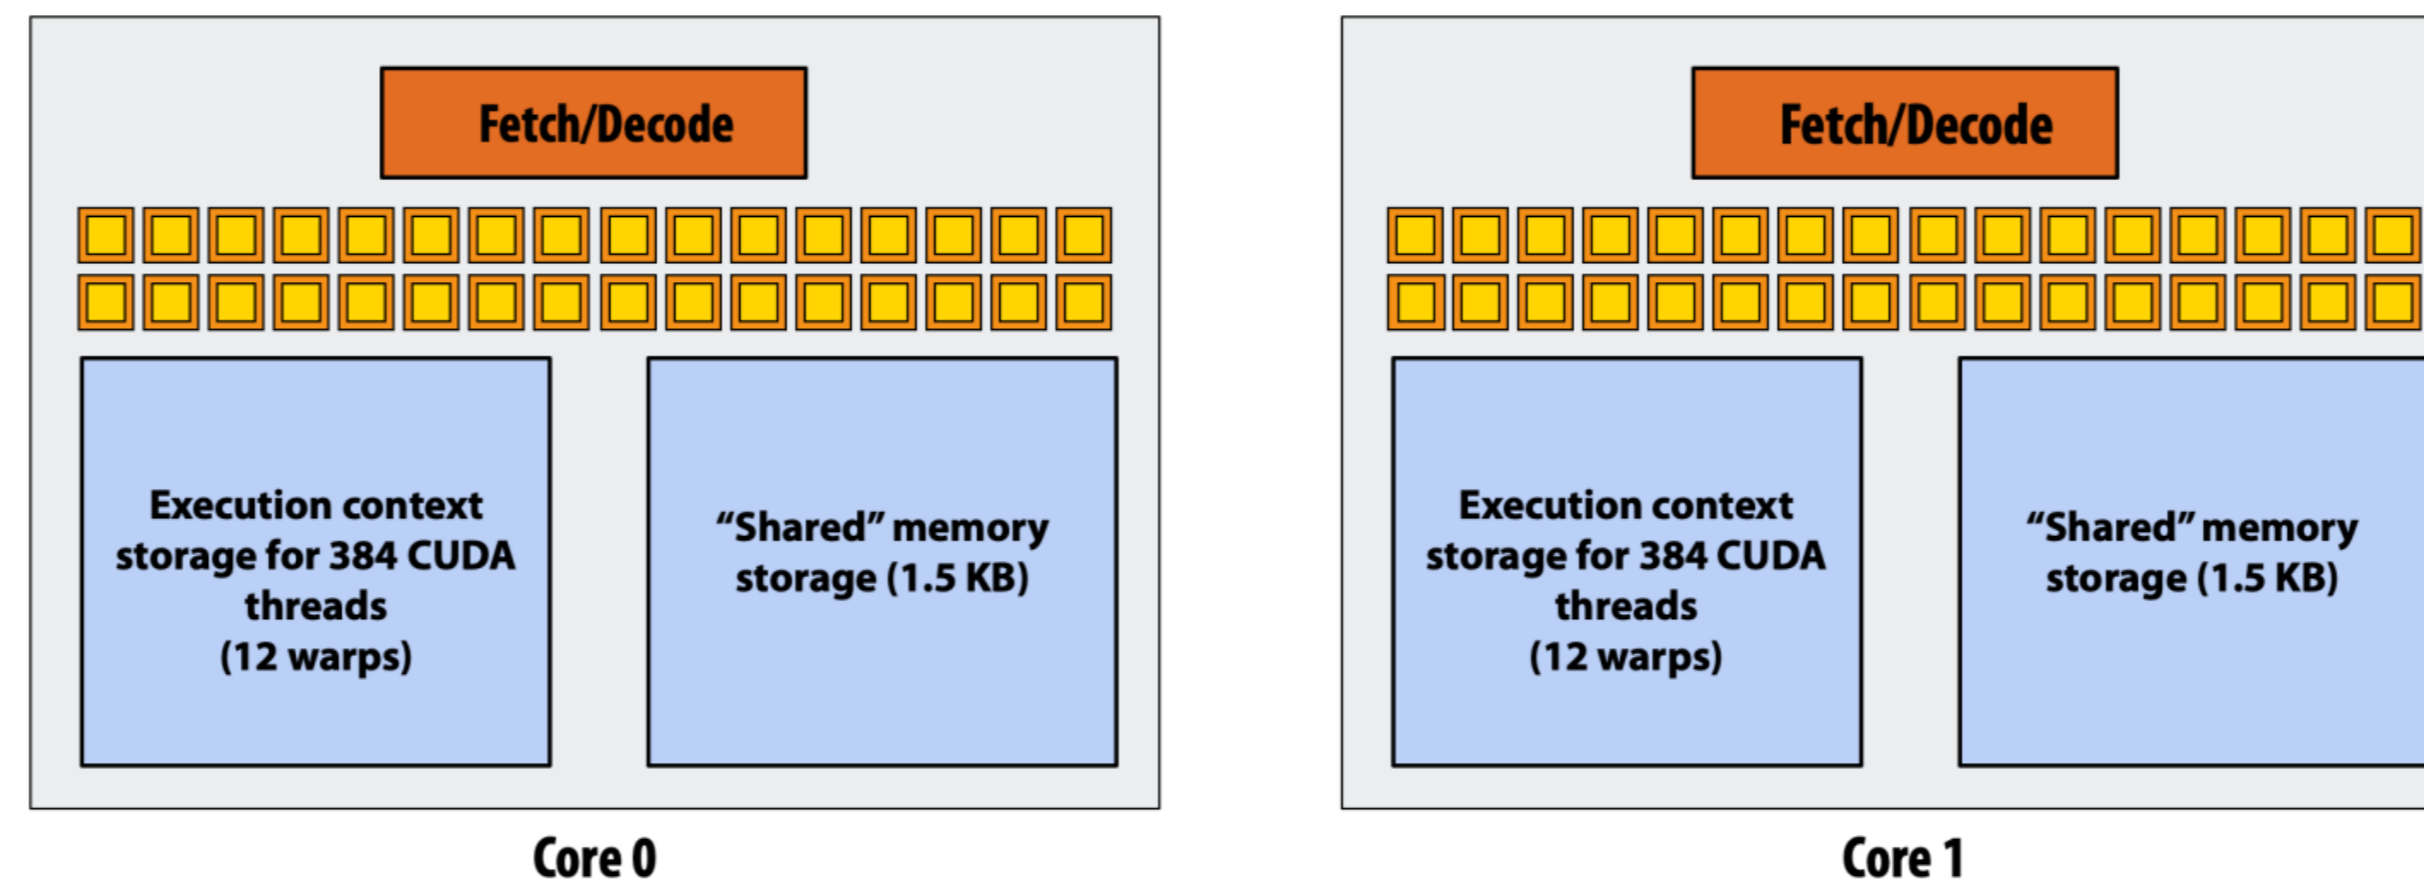 Fetch/Decode
Execution context
storage for 384 CUDA
threads
(12 warps)
“Shared” memory
storage (1.5 KB)
Core 0
Fetch/Decode
Execution context
storage for 384 CUDA
threads
(12 warps)
“Shared” memory
storage (1.5 KB)
Core 1